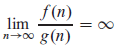 lim n→∞ f(n)/g(n) = ∞